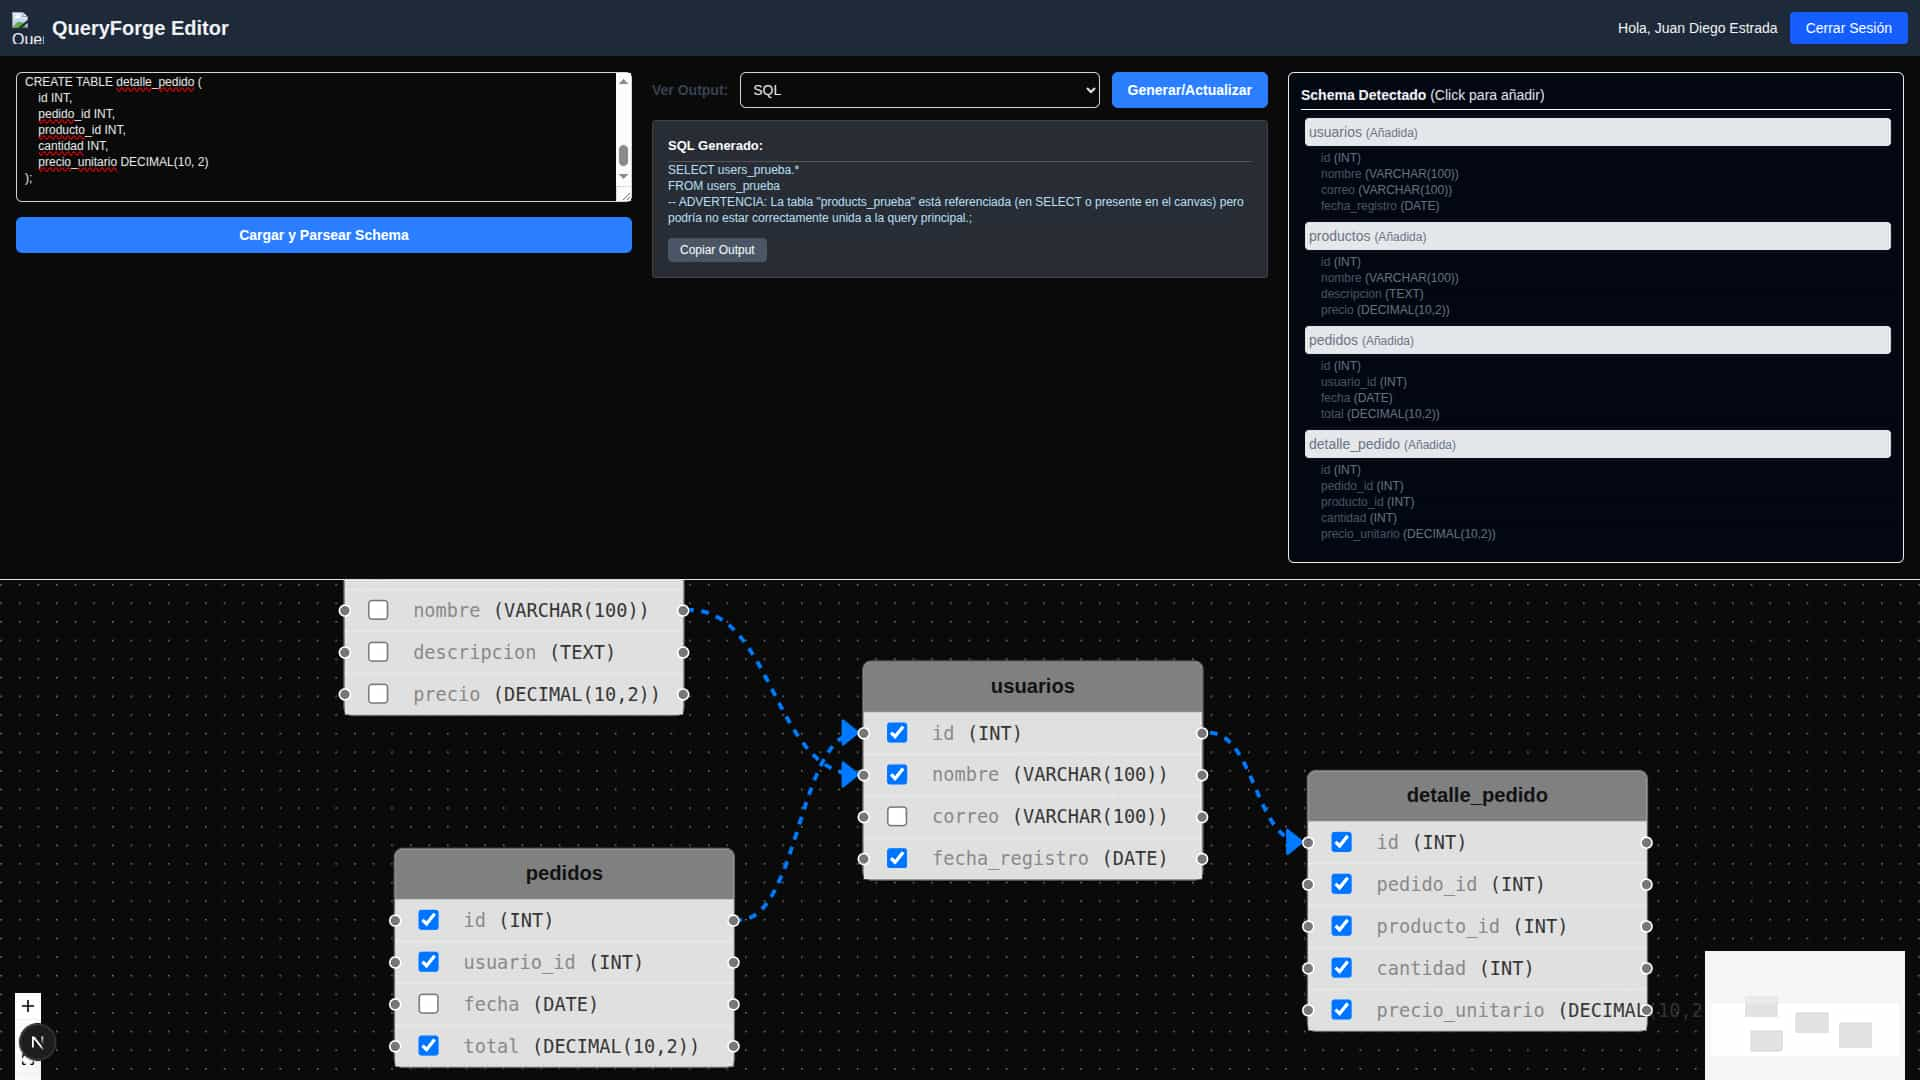 Quer
QueryForge Editor
Hola, Juan Diego Estrada
Cerrar Sesión
CREATE TABLE detalle_pedido (
id INT,
pedido_id INT,
producto_id INT,
cantidad INT,
precio_unitario DECIMAL(10, 2)
);
Cargar y Parsear Schema
Ver Output:
SQL
Generar/Actualizar
SQL Generado:
SELECT users_prueba.*
FROM users_prueba
-- ADVERTENCIA: La tabla "products_prueba" está referenciada (en SELECT o presente en el canvas) pero
podría no estar correctamente unida a la query principal.;
Copiar Output
Schema Detectado (Click para añadir)
usuarios (Añadida)
id (INT)
nombre (VARCHAR(100))
correo (VARCHAR(100))
fecha_registro (DATE)
productos (Añadida)
id (INT)
nombre (VARCHAR(100))
descripcion (TEXT)
precio (DECIMAL(10,2))
pedidos (Añadida)
id (INT)
usuario_id (INT)
fecha (DATE)
total (DECIMAL(10,2))
detalle_pedido (Añadida)
id (INT)
pedido_id (INT)
producto_id (INT)
cantidad (INT)
precio_unitario (DECIMAL(10,2))
nombre (VARCHAR(100))
descripcion (TEXT)
precio (DECIMAL(10,2))
usuarios
id (INT)
nombre (VARCHAR(100))
correo (VARCHAR(100))
fecha_registro (DATE)
pedidos
id (INT)
usuario_id (INT)
fecha (DATE)
total (DECIMAL(10,2))
detalle_pedido
id (INT)
pedido_id (INT)
producto_id (INT)
cantidad (INT)
precio_unitario (DECIMAL(10,2